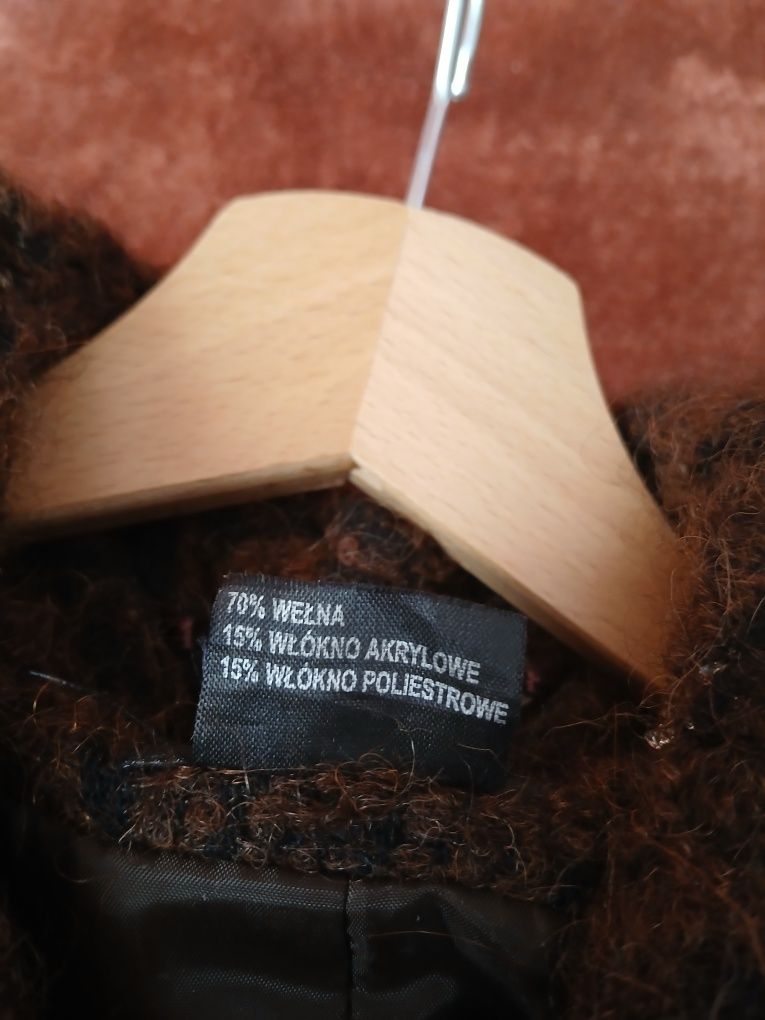 70% WEŁNA
15% WŁÓKNO AKRYLOWE
15% WŁÓKNO POLIESTROWE